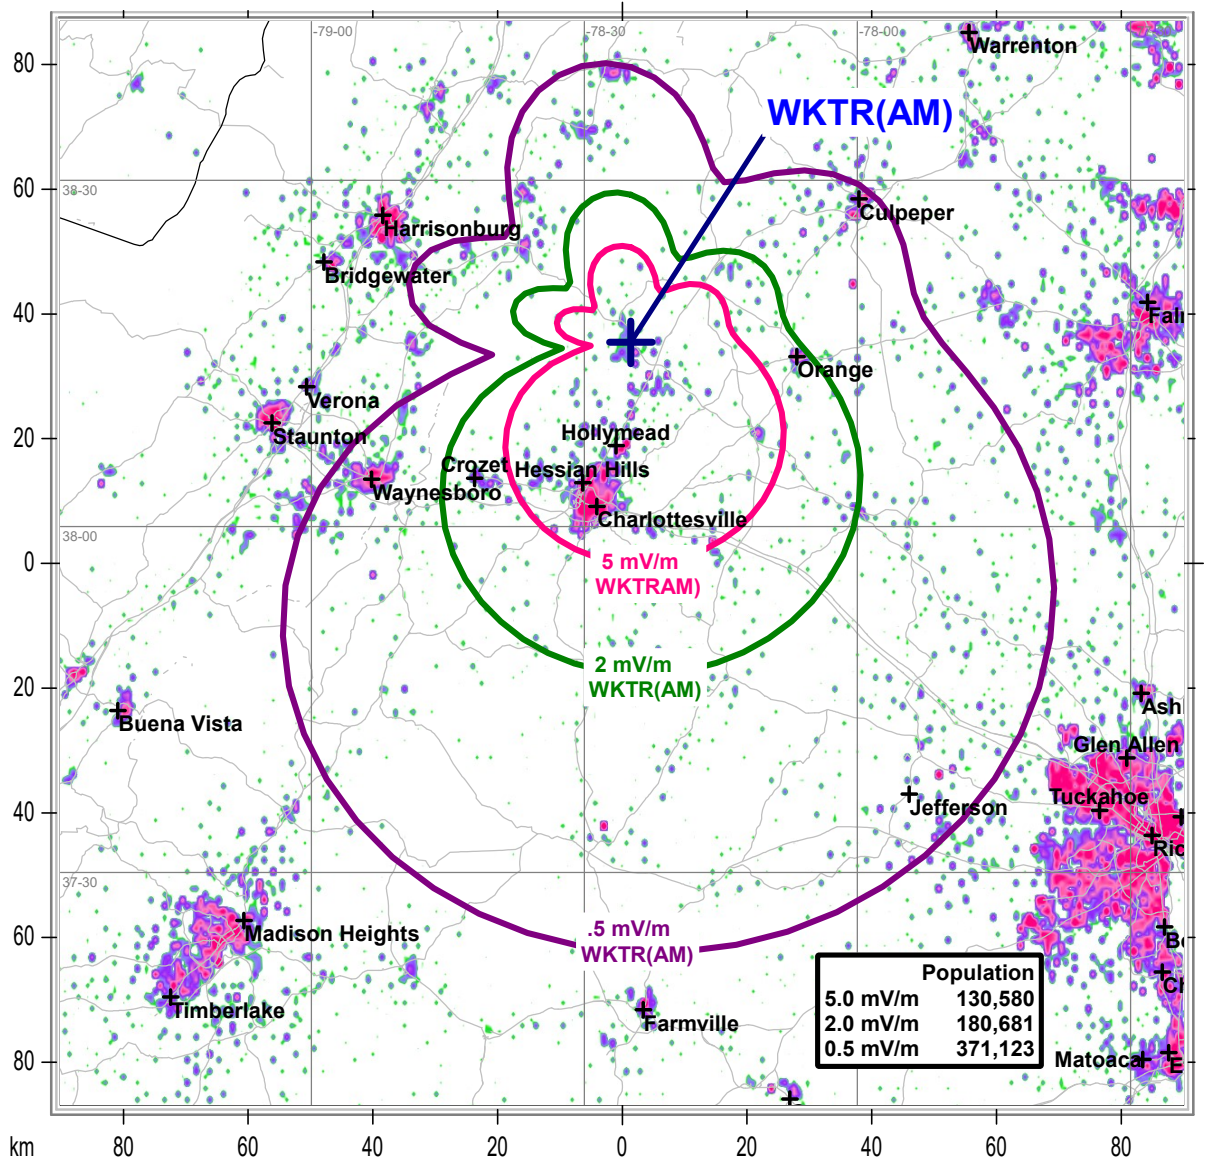 -79-00
-78-30
-78-00
Warrenton
80
WKTR(AM)
60
38-30
Culpeper
Harrisonburg
Bridgewater
40
Orange
Verona
Staunton
20
Hollymead
Crozet
Hessian Hills
Waynesboro
Charlottesville
38-00
0
5 mV/m
WKTRAM)
2 mV/m
WKTR(AM)
20
Buena Vista
Ash
Glen Allen
Tuckahoe
Jefferson
40
Ric
37-30
.5 mV/m
WKTR(AM)
60
Madison Heights
Population
5.0 mV/m 130,580
2.0 mV/m 180,681
0.5 mV/m 371,123
Timberlake
Farmville
80
Matoaca
km 80 60 40 20 0 20 40 60 80